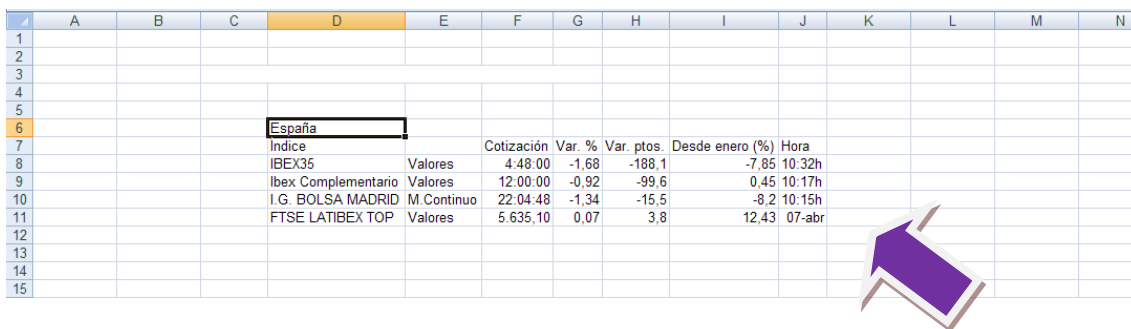 A B C D E F G H I J K L M N
1
2
3
4
5
6 España
7 Indice Cotización Var. % Var. ptos. Desde enero (%) Hora
8 IBEX35 Valores 4:48:00 -1,68 -188,1 -7,85 10:32h
9 Ibex Complementario Valores 12:00:00 -0,92 -99,6 0,45 10:17h
10 I.G. BOLSA MADRID M.Continuo 22:04:48 -1,34 -15,5 -8,2 10:15h
11 FTSE LATIBEX TOP Valores 5.635,10 0,07 3,8 12,43 07-abr
12
13
14
15